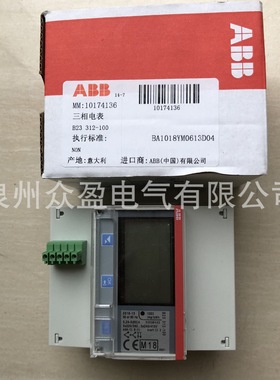 ABB
14-7
MM:10174136
10174136
三相电表
B23 312-100
执行标准:
BA1018YM0613D04
NON
产地:意大利
进口商:ABB(中国)有限公司
泉州众盈电气有限公司
ABB
M18